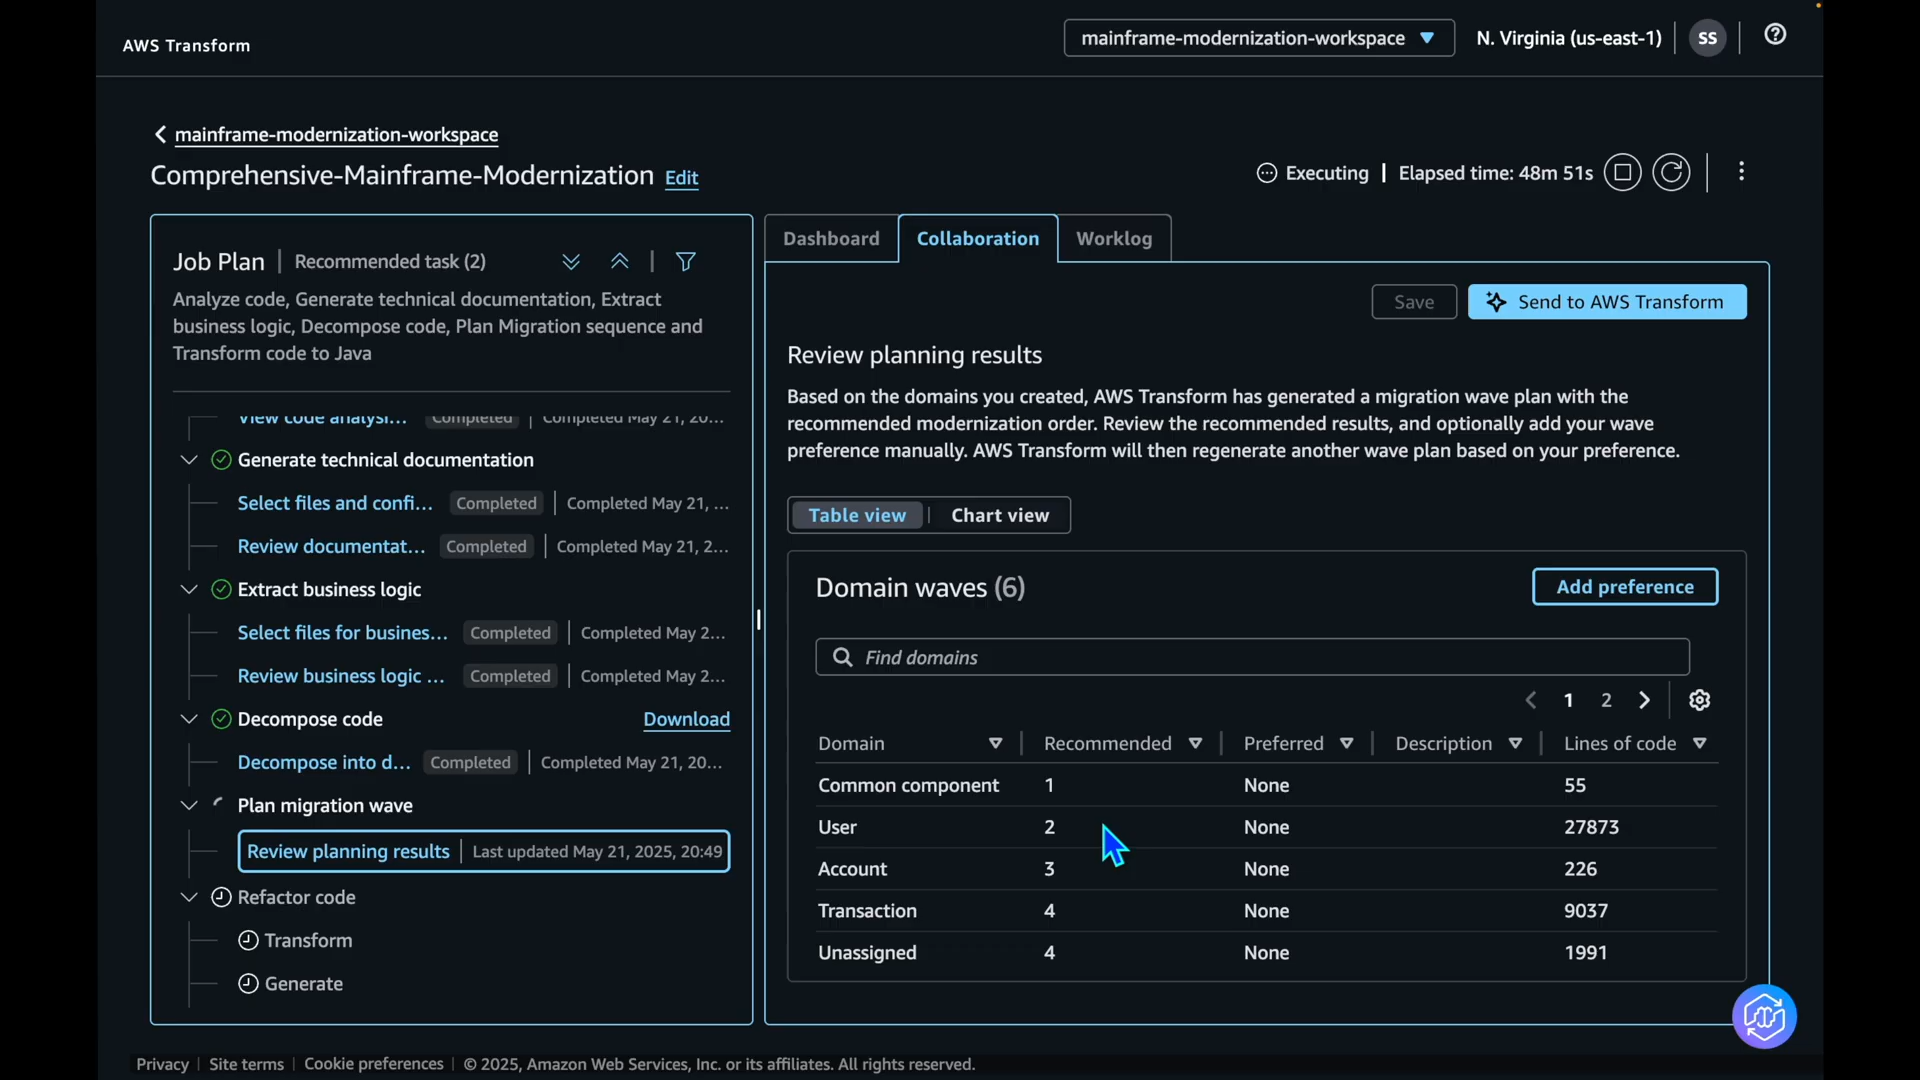 AWS Transform
mainframe-modernization-workspace
N. Virginia (us-east-1)
SS
mainframe-modernization-workspace
Comprehensive-Mainframe-Modernization Edit
Executing | Elapsed time: 48m 51s
Job Plan | Recommended task (2)
Analyze code, Generate technical documentation, Extract
business logic, Decompose code, Plan Migration sequence and
Transform code to Java
View code analysi... Completed | Completed May 21, 20...
Generate technical documentation
Select files and confi... Completed | Completed May 21, ...
Review documentat... Completed | Completed May 21, 2...
Extract business logic
Select files for busines... Completed | Completed May 2...
Review business logic ... Completed | Completed May 2...
Decompose code Download
Decompose into d... Completed | Completed May 21, 20...
Plan migration wave
Review planning results | Last updated May 21, 2025, 20:49
Refactor code
Transform
Generate
Dashboard Collaboration Worklog
Save Send to AWS Transform
Review planning results
Based on the domains you created, AWS Transform has generated a migration wave plan with the
recommended modernization order. Review the recommended results, and optionally add your wave
preference manually. AWS Transform will then regenerate another wave plan based on your preference.
Table view | Chart view
Domain waves (6) Add preference
Find domains
1 2
Domain | Recommended | Preferred | Description | Lines of code
Common component 1 None 55
User 2 None 27873
Account 3 None 226
Transaction 4 None 9037
Unassigned 4 None 1991
Privacy | Site terms | Cookie preferences | © 2025, Amazon Web Services, Inc. or its affiliates. All rights reserved.